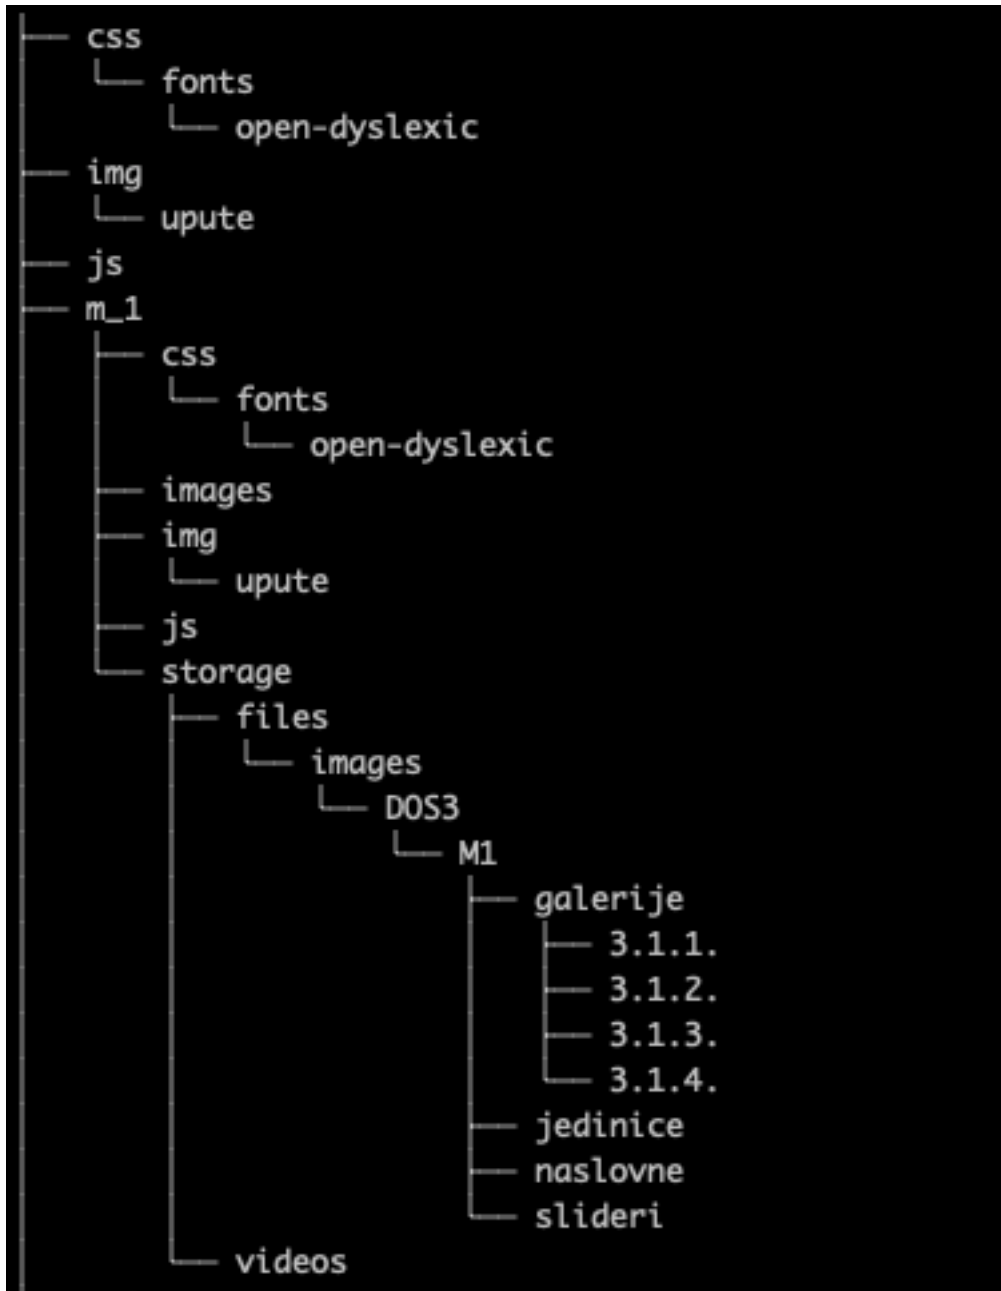 ├── css
│   └── fonts
│       └── open-dyslexic
├── img
│   └── upute
├── js
├── m_1
│   ├── css
│   │   └── fonts
│   │       └── open-dyslexic
│   ├── images
│   ├── img
│   │   └── upute
│   ├── js
│   └── storage
│       ├── files
│       │   └── images
│       │       └── DOS3
│       │           └── M1
│       │               ├── galerije
│       │               │   ├── 3.1.1.
│       │               │   ├── 3.1.2.
│       │               │   ├── 3.1.3.
│       │               │   └── 3.1.4.
│       │               ├── jedinice
│       │               ├── naslovne
│       │               └── slideri
│       └── videos